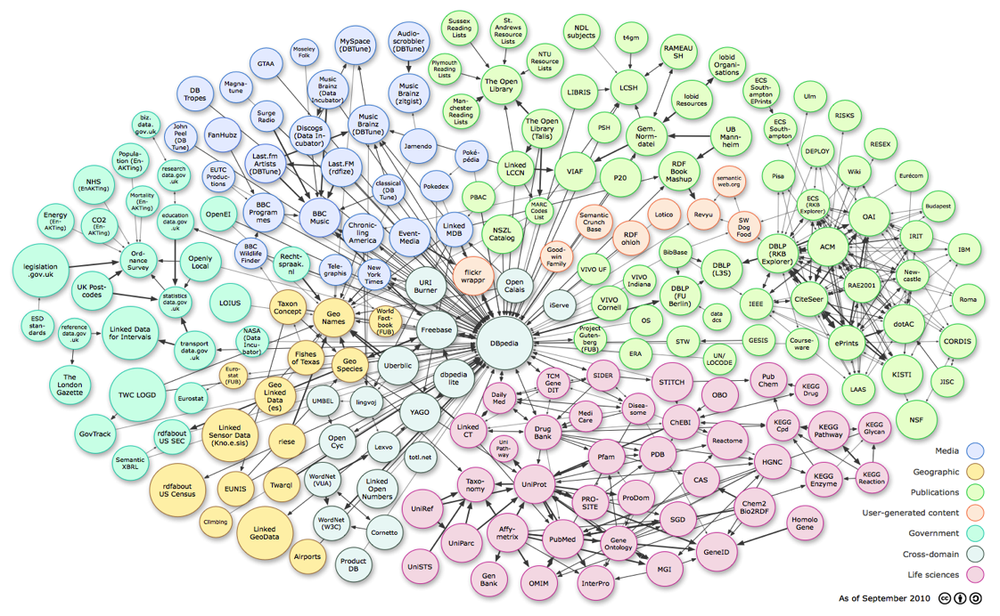 Audio-
scrobbler
(DBTune)
Sussex
Reading
Lists
St.
Andrews
Resource
Lists
NDL
subjects
t4gm
RAMEAU
SH
MySpace
(DBTune)
Moseley
Folk
GTAA
Plymouth
Reading
Lists
NTU
Resource
Lists
lobid
Organi-
sations
Music
Brainz
(Data
Incubator)
Magna-
tune
DB
Tropes
Music
Brainz
(zitgist)
The Open
Library
LIBRIS
LCSH
lobid
Resources
ECS
South-
ampton
EPrints
Ulm
biz.
data.
gov.uk
John
Peel
(DB
Tune)
FanHubz
Surge
Radio
Discogs
(Data In-
cubator)
Music
Brainz
(DBTune)
Man-
chester
Reading
Lists
The Open
Library
(Talis)
PSH
Gem.
Norm-
datei
UB
Mann-
heim
ECS
South-
ampton
RISKS
RESEX
DEPLOY
Popula-
tion (En-
AKTing)
research
data.gov
.uk
EUTC
Produc-
tions
Last.fm
Artists
(DBTune)
Last.FM
(rdfize)
Jamendo
Poké-
pédia
Linked
LCCN
VIAF
P20
RDF
Book
Mashup
semantic
web.org
Pisa
Wiki
Eurécom
NHS
(EnAKTing)
Mortality
(En-
AKTing)
classical
(DB
Tune)
Pokedex
PBAC
MARC
Codes
List
ECS
(RKB
Explorer)
Budapest
Energy
(En-
AKTing)
CO2
(En-
AKTing)
education
data.gov
.uk
OpenEI
BBC
Program
mes
BBC
Music
Chronic-
ling
America
Event-
Media
Linked
MDB
NSZL
Catalog
Semantic
Crunch
Base
RDF
ohloh
Lotico
Revyu
SW
Dog
Food
OAI
IRIT
IBM
legislation
.gov.uk
Ord-
nance
Survey
Openly
Local
BBC
Wildlife
Finder
Recht-
spraak.
nl
Tele-
graphis
New
York
Times
flickr
wrappr
Good-
win
Family
VIVO UF
BibBase
DBLP
(L3S)
DBLP
(RKB
Explorer)
ACM
New-
castle
UK Post-
codes
statistics
data.gov
.uk
LOIUS
Taxon
Concept
URI
Burner
Open
Calais
iServe
VIVO
Indiana
VIVO
Cornell
DBLP
(FU
Berlin)
data
dcs
IEEE
CiteSeer
RAE2001
Roma
ESD
stan-
dards
reference
data.gov
.uk
Linked Data
for Intervals
transport
data.gov
.uk
NASA
(Data
Incu-
bator)
Geo
Names
World
Fact-
book
(FUB)
Freebase
DBpedia
Project
Guten-
berg
(FUB)
OS
STW
GESIS
Course-
ware
ePrints
dotAC
CORDIS
The
London
Gazette
Euro-
stat
(FUB)
Fishes
of Texas
Geo
Species
Uberblic
dbpedia
lite
ERA
UN/
LOCODE
LAAS
KISTI
JISC
TWC LOGD
Eurostat
Geo
Linked
Data
(es)
UMBEL
lingvoj
Daily
Med
TCM
Gene
DIT
SIDER
STITCH
OBO
Pub
Chem
KEGG
Drug
NSF
GovTrack
rdfabout
US SEC
Linked
Sensor Data
(Kno.e.sis)
riese
Open
Cyc
YAGO
Lexvo
Linked
CT
Medi
Care
Disea-
some
ChEBI
KEGG
Cpd
KEGG
Pathway
KEGG
Glycan
Semantic
XBRL
totl.net
Uni
Path-
way
Drug
Bank
Pfam
PDB
Reactome
HGNC
KEGG
Enzyme
KEGG
Reaction
rdfabout
US Census
EUNIS
Twarql
WordNet
(VUA)
Linked
Open
Numbers
Taxo-
nomy
UniProt
PRO-
SITE
ProDom
CAS
Chem2
Bio2RDF
Homolo
Gene
Climbing
Linked
GeoData
WordNet
(W3C)
Cornetto
UniRef
UniParc
Affy-
metrix
PubMed
Gene
Ontology
SGD
GeneID
Airports
Product
DB
UniSTS
Gen
Bank
OMIM
InterPro
MGI
Media
Geographic
Publications
User-generated content
Government
Cross-domain
Life sciences
As of September 2010